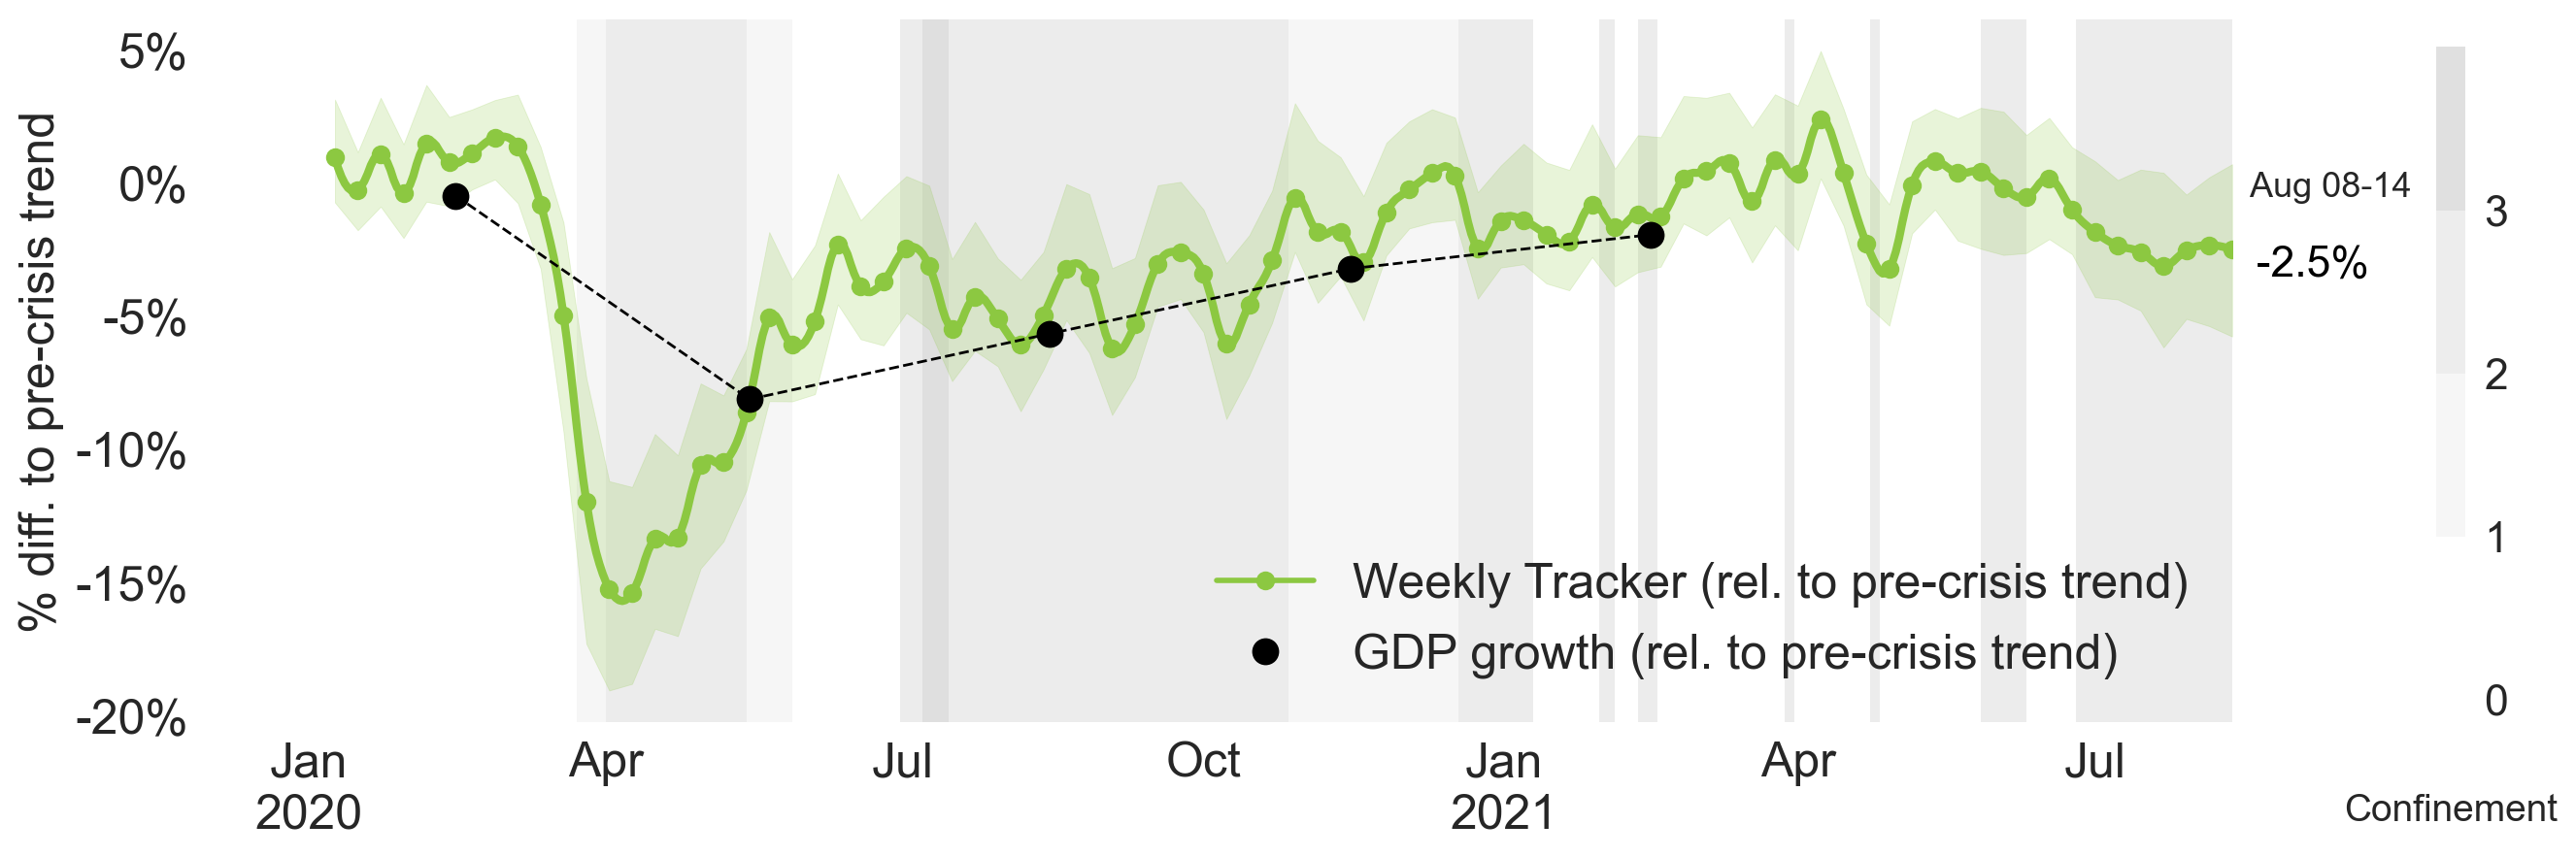 % diff. to pre-crisis trend
5%
0%
-5%
-10%
-15%
-20%
Jan
2020
Apr
Jul
Oct
Jan
2021
Apr
Jul
Weekly Tracker (rel. to pre-crisis trend)
GDP growth (rel. to pre-crisis trend)
Aug 08-14
-2.5%
3
2
1
0
Confinement